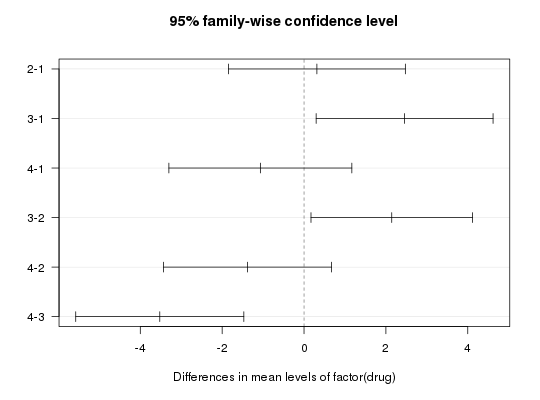 95% family-wise confidence level
2-1
3-1
4-1
3-2
4-2
4-3
-4 -2 0 2 4
Differences in mean levels of factor(drug)